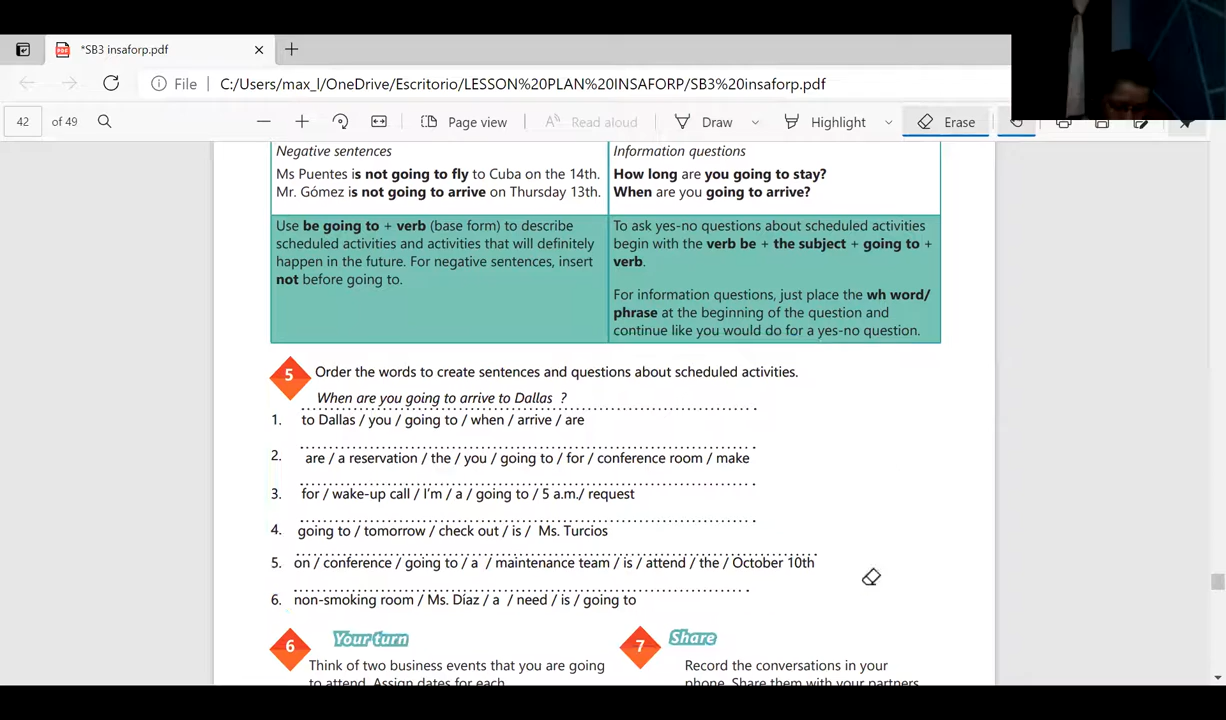 *SB3 insaforp.pdf
File C:/Users/max_l/OneDrive/Escritorio/LESSON%20PLAN%20INSAFORP/SB3%20insaforp.pdf
42 of 49 Page view Read aloud Draw Highlight Erase
Negative sentences
Ms Puentes is not going to fly to Cuba on the 14th.
Mr. Gómez is not going to arrive on Thursday 13th.
Information questions
How long are you going to stay?
When are you going to arrive?
Use be going to + verb (base form) to describe
scheduled activities and activities that will definitely
happen in the future. For negative sentences, insert
not before going to.
To ask yes-no questions about scheduled activities
begin with the verb be + the subject + going to +
verb.
For information questions, just place the wh word/
phrase at the beginning of the question and
continue like you would do for a yes-no question.
5 Order the words to create sentences and questions about scheduled activities.
When are you going to arrive to Dallas ?
1. to Dallas / you / going to / when / arrive / are
2. are / a reservation / the / you / going to / for / conference room / make
3. for / wake-up call / I'm / a / going to / 5 a.m./ request
4. going to / tomorrow / check out / is / Ms. Turcios
5. on / conference / going to / a / maintenance team / is / attend / the / October 10th
6. non-smoking room / Ms. Díaz / a / need / is / going to
6 Your turn
Think of two business events that you are going
to attend. Assign dates for each.
7 Share
Record the conversations in your
phone. Share them with your partners